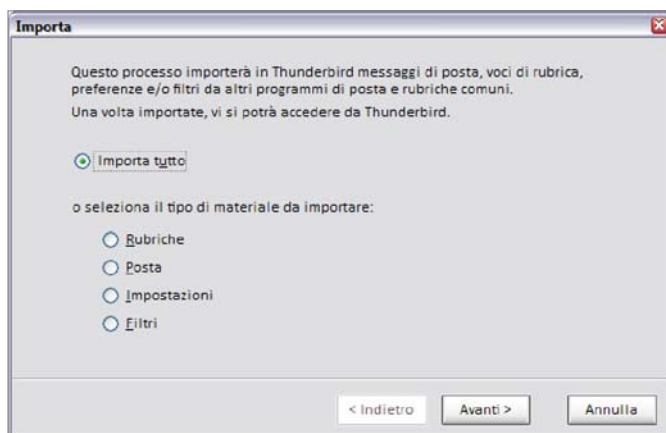 Importa
Questo processo importerà in Thunderbird messaggi di posta, voci di rubrica,
preferenze e/o filtri da altri programmi di posta e rubriche comuni.
Una volta importate, vi si potrà accedere da Thunderbird.
Importa tutto
o seleziona il tipo di materiale da importare:
Rubriche
Posta
Impostazioni
Filtri
< Indietro Avanti > Annulla